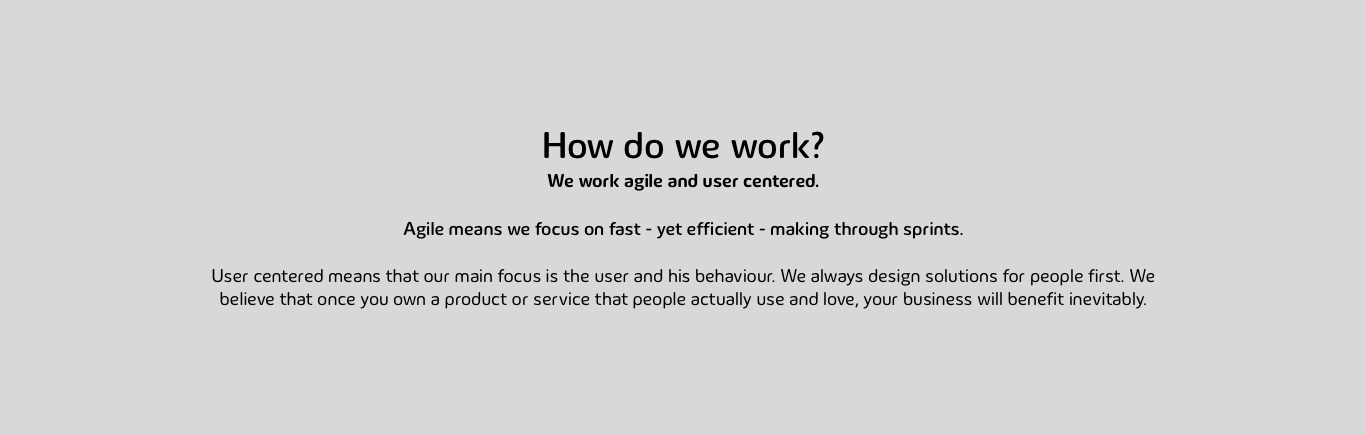 How do we work?
We work agile and user centered.
Agile means we focus on fast - yet efficient - making through sprints.
User centered means that our main focus is the user and his behaviour. We always design solutions for people first. We
believe that once you own a product or service that people actually use and love, your business will benefit inevitably.